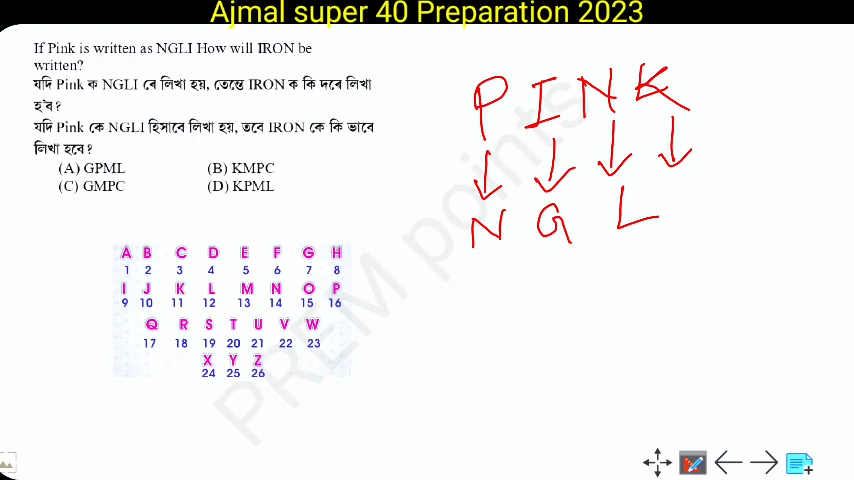 Ajmal super 40 Preparation 2023
If Pink is written as NGLI How will IRON be
written?
যদি Pink ক NGLI ৰে লিখা হয়, তেন্তে IRON ক কি দৰে লিখা
হ'ব ?
যদি Pink কে NGLI হিসাবে লিখা হয়, তবে IRON কে কি ভাবে
লিখা হবে ?
(A) GPML (B) KMPC
(C) GMPC (D) KPML
P I N K
N G L
A B C D E F G H
1 2 3 4 5 6 7 8
I J K L M N O P
9 10 11 12 13 14 15 16
Q R S T U V W
17 18 19 20 21 22 23
X Y Z
24 25 26
PREM points